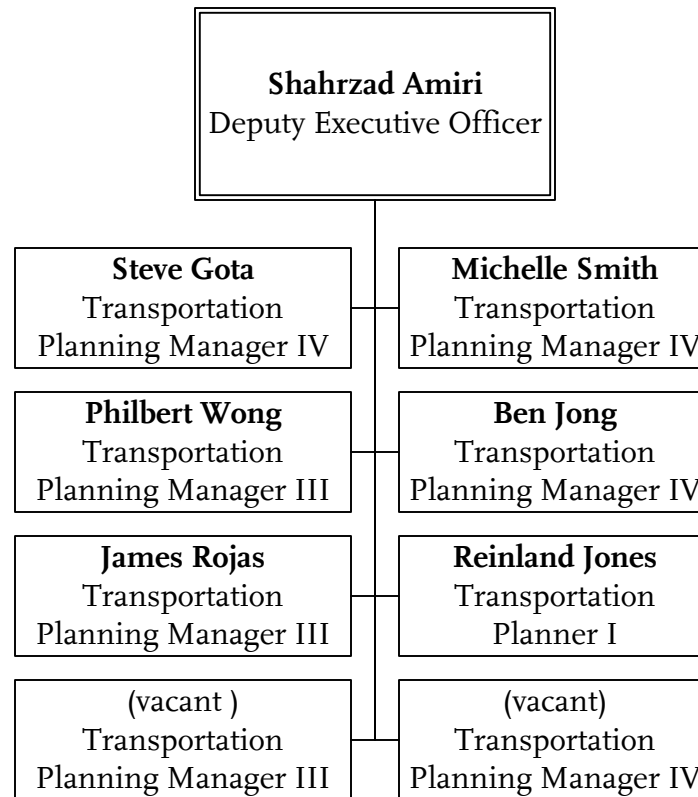 Shahrzad Amiri
Deputy Executive Officer
Steve Gota
Transportation
Planning Manager IV
Michelle Smith
Transportation
Planning Manager IV
Philbert Wong
Transportation
Planning Manager III
Ben Jong
Transportation
Planning Manager IV
James Rojas
Transportation
Planning Manager III
Reinland Jones
Transportation
Planner I
(vacant )
Transportation
Planning Manager III
(vacant)
Transportation
Planning Manager IV